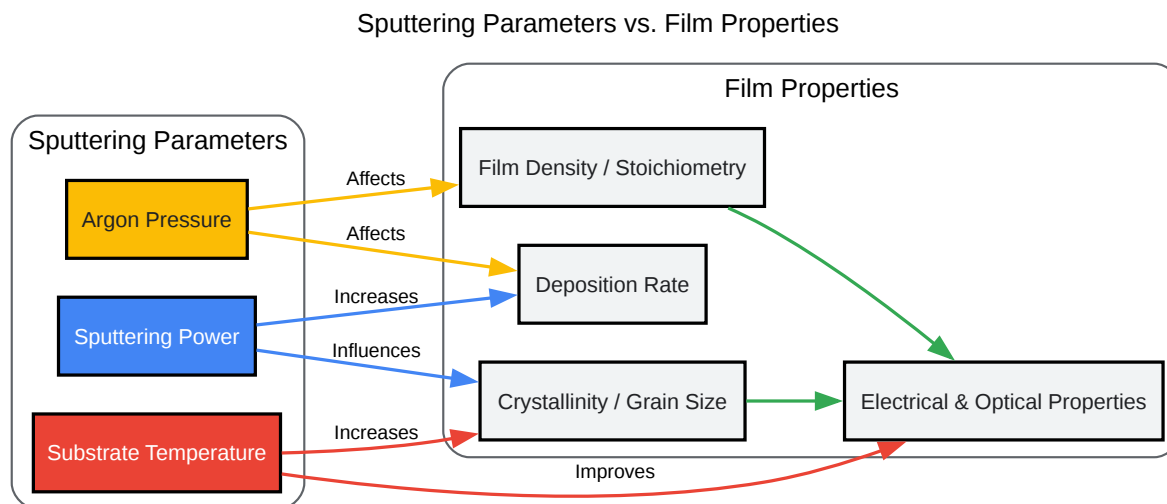 Sputtering Parameters vs. Film Properties
Film Properties
Sputtering Parameters
Film Density / Stoichiometry
Affects
Argon Pressure
Affects
Deposition Rate
Increases
Sputtering Power
Influences
Crystallinity / Grain Size
Electrical & Optical Properties
Increases
Substrate Temperature
Improves